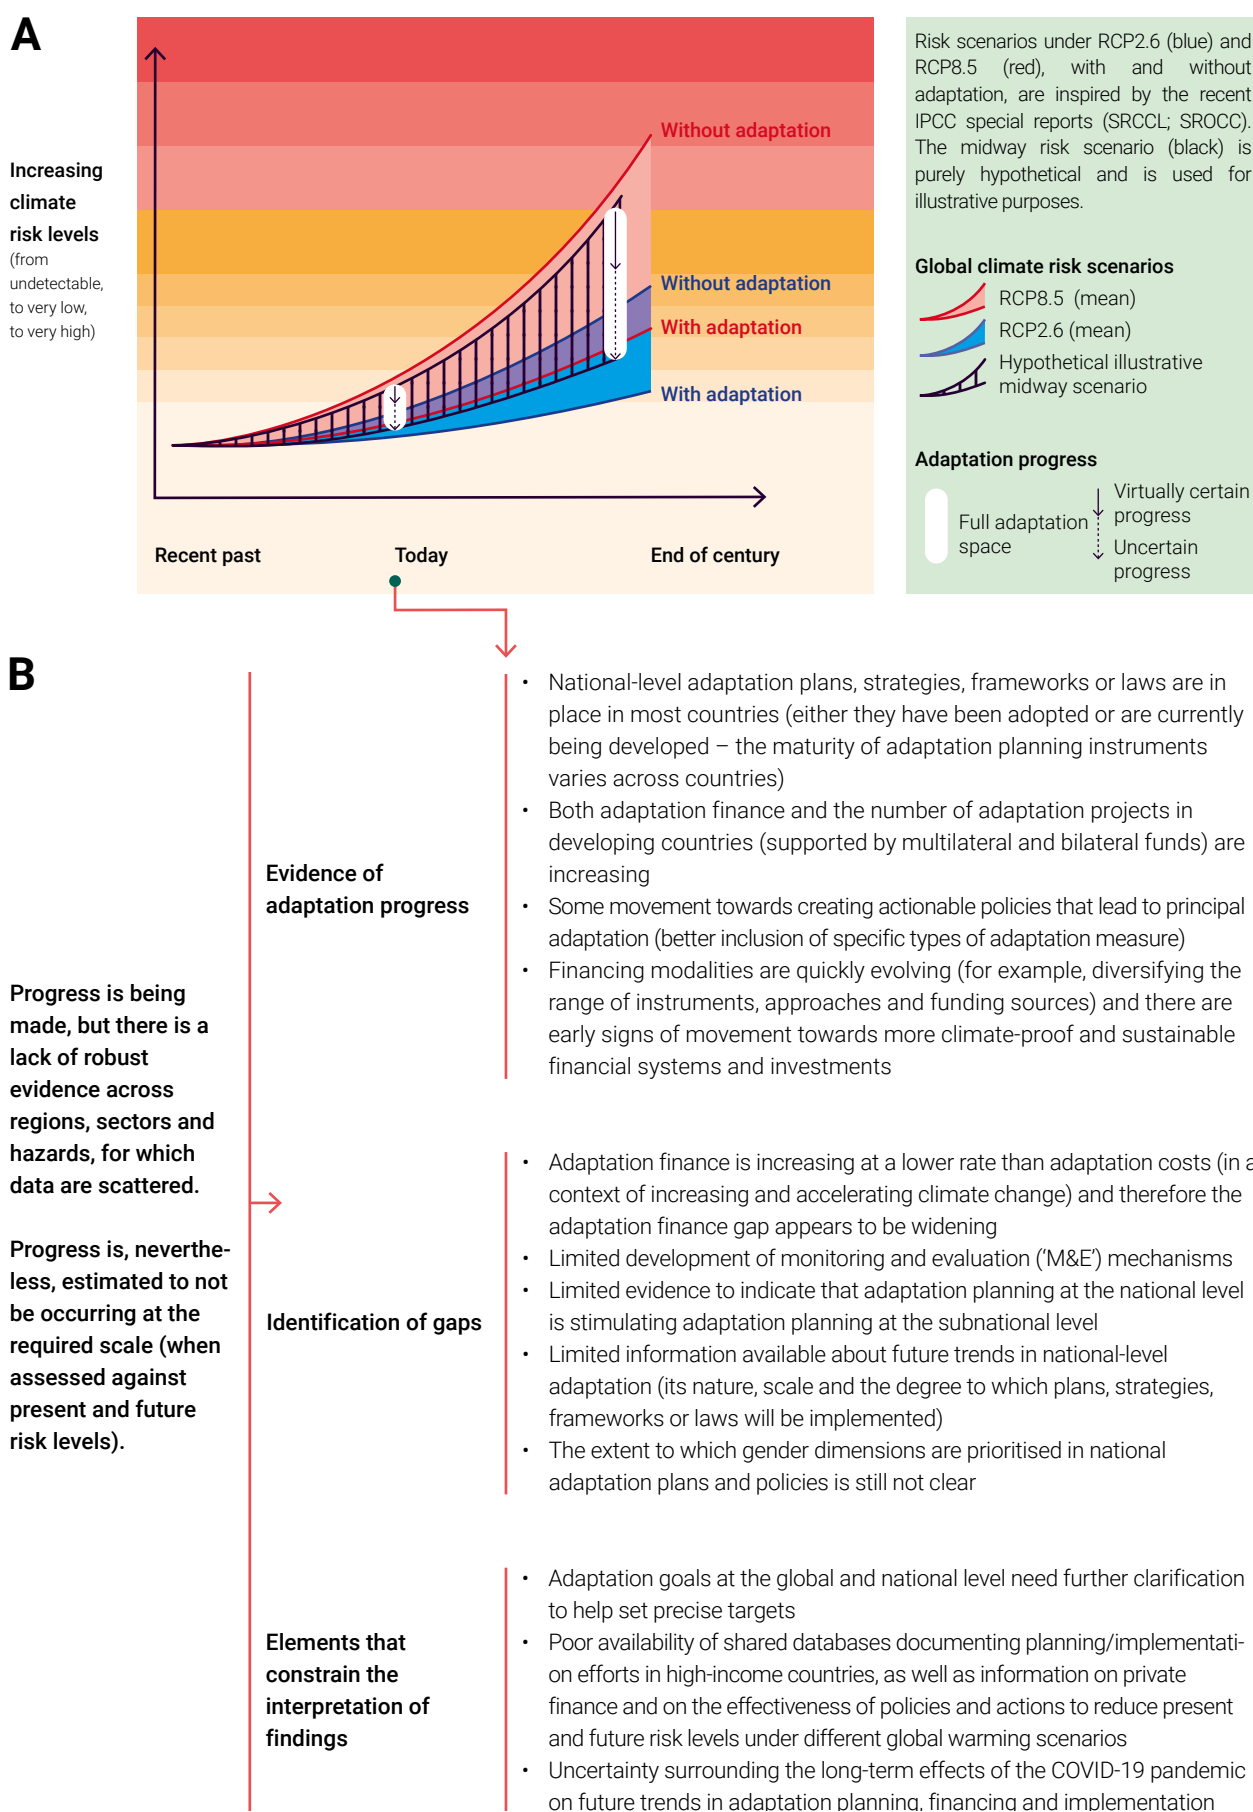 A
Increasing
climate
risk levels
(from
undetectable,
to very low,
to very high)
Without adaptation
Without adaptation
With adaptation
With adaptation
Recent past
Today
End of century
Risk scenarios under RCP2.6 (blue) and
RCP8.5 (red), with and without
adaptation, are inspired by the recent
IPCC special reports (SRCCL; SROCC).
The midway risk scenario (black) is
purely hypothetical and is used for
illustrative purposes.
Global climate risk scenarios
RCP8.5 (mean)
RCP2.6 (mean)
Hypothetical illustrative
midway scenario
Adaptation progress
Full adaptation
space
Virtually certain
progress
Uncertain
progress
B
Progress is being
made, but there is a
lack of robust
evidence across
regions, sectors and
hazards, for which
data are scattered.
Progress is, neverthe-
less, estimated to not
be occurring at the
required scale (when
assessed against
present and future
risk levels).
Evidence of
adaptation progress
• National-level adaptation plans, strategies, frameworks or laws are in
place in most countries (either they have been adopted or are currently
being developed – the maturity of adaptation planning instruments
varies across countries)
• Both adaptation finance and the number of adaptation projects in
developing countries (supported by multilateral and bilateral funds) are
increasing
• Some movement towards creating actionable policies that lead to principal
adaptation (better inclusion of specific types of adaptation measure)
• Financing modalities are quickly evolving (for example, diversifying the
range of instruments, approaches and funding sources) and there are
early signs of movement towards more climate-proof and sustainable
financial systems and investments
Identification of gaps
• Adaptation finance is increasing at a lower rate than adaptation costs (in a
context of increasing and accelerating climate change) and therefore the
adaptation finance gap appears to be widening
• Limited development of monitoring and evaluation (‘M&E’) mechanisms
• Limited evidence to indicate that adaptation planning at the national level
is stimulating adaptation planning at the subnational level
• Limited information available about future trends in national-level
adaptation (its nature, scale and the degree to which plans, strategies,
frameworks or laws will be implemented)
• The extent to which gender dimensions are prioritised in national
adaptation plans and policies is still not clear
Elements that
constrain the
interpretation of
findings
• Adaptation goals at the global and national level need further clarification
to help set precise targets
• Poor availability of shared databases documenting planning/implementati-
on efforts in high-income countries, as well as information on private
finance and on the effectiveness of policies and actions to reduce present
and future risk levels under different global warming scenarios
• Uncertainty surrounding the long-term effects of the COVID-19 pandemic
on future trends in adaptation planning, financing and implementation